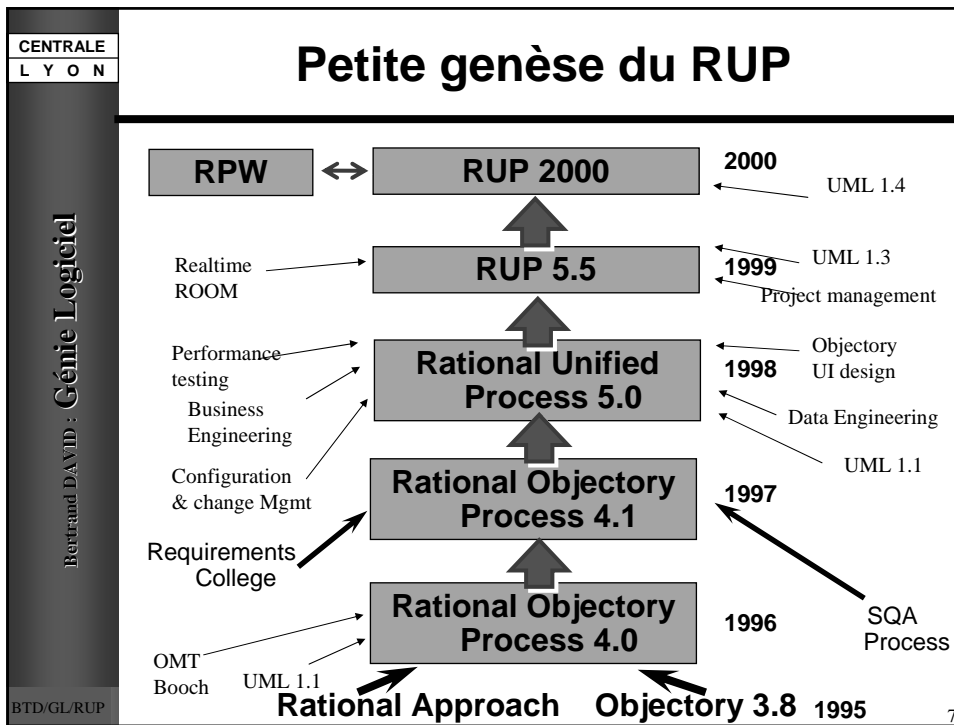 CENTRALE
L Y O N
Petite genèse du RUP
Bertrand DAVID : Génie Logiciel
RPW
RUP 2000
2000
UML 1.4
Realtime
ROOM
RUP 5.5
UML 1.3
1999
Project management
Performance
testing
Business
Engineering
Configuration
& change Mgmt
Rational Unified
Process 5.0
1998
Objectory
UI design
Data Engineering
UML 1.1
Rational Objectory
Process 4.1
1997
Requirements
College
SQA
Process
Rational Objectory
Process 4.0
1996
OMT
Booch
UML 1.1
Rational Approach
Objectory 3.8
1995
BTD/GL/RUP
7